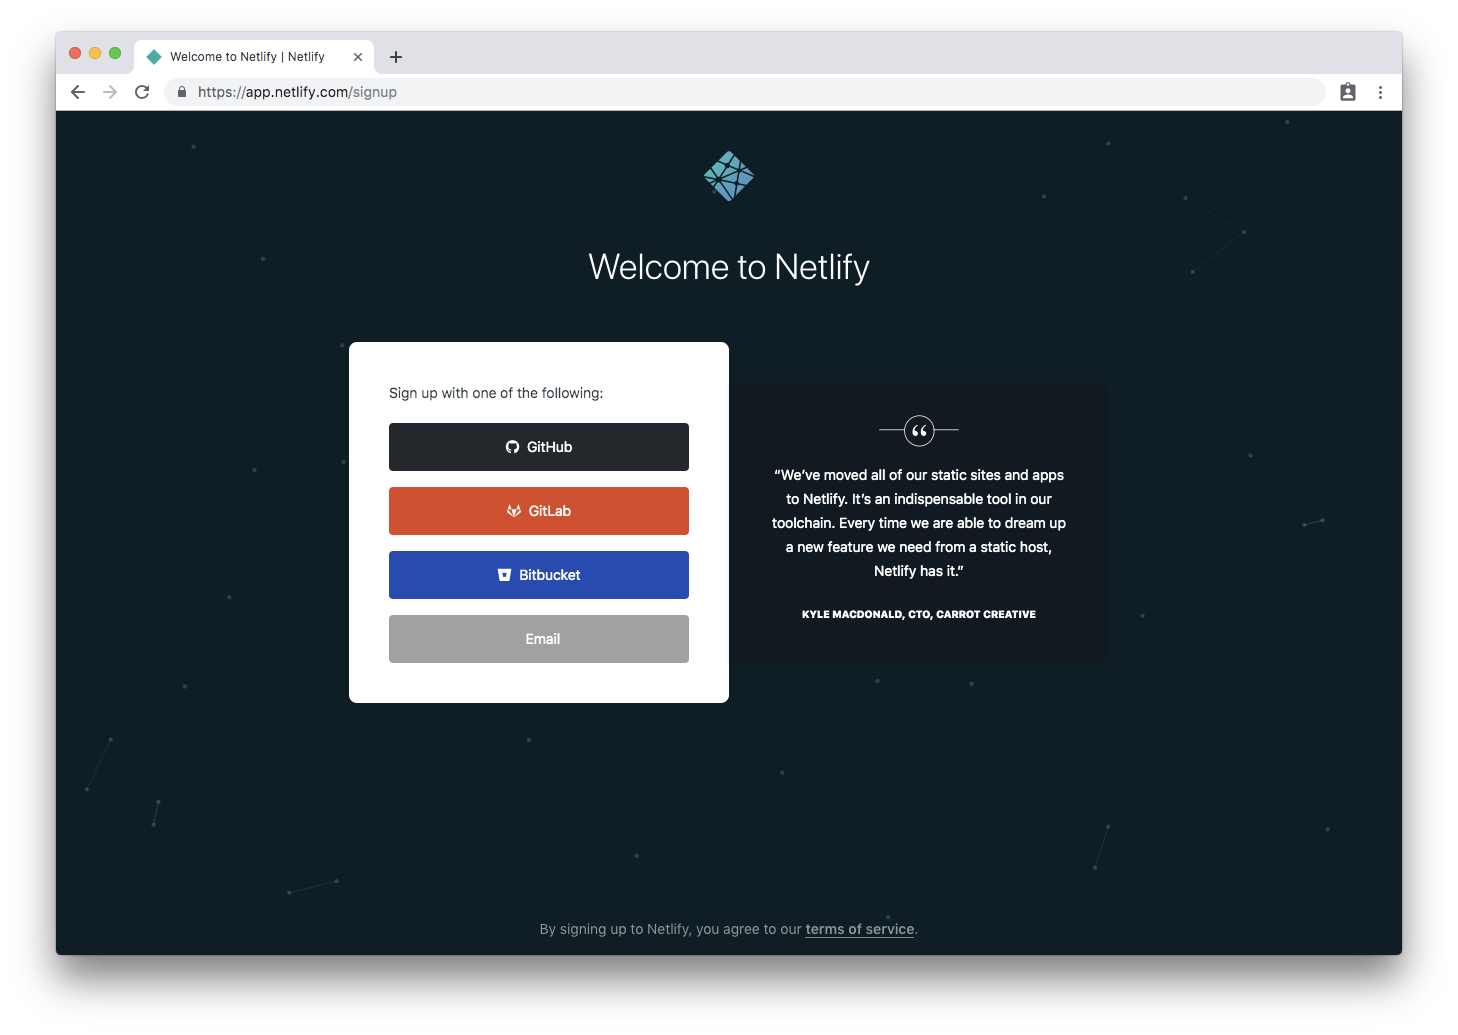 Welcome to Netlify | Netlify
https://app.netlify.com/signup
Welcome to Netlify
Sign up with one of the following:
GitHub
GitLab
Bitbucket
Email
“We’ve moved all of our static sites and apps
to Netlify. It’s an indispensable tool in our
toolchain. Every time we are able to dream up
a new feature we need from a static host,
Netlify has it.”
KYLE MACDONALD, CTO, CARROT CREATIVE
By signing up to Netlify, you agree to our terms of service.